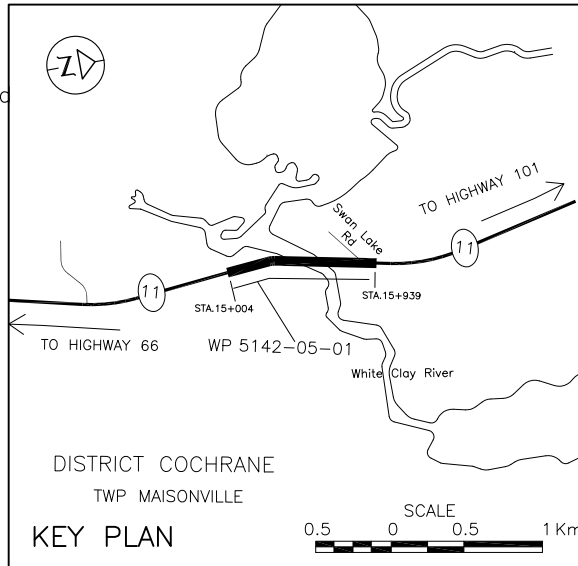 N
TO HIGHWAY 101
Swan Lake
Rd
11
11
STA.15+004
STA.15+939
TO HIGHWAY 66
WP 5142-05-01
White Clay River
DISTRICT COCHRANE
TWP MAISONVILLE
KEY PLAN
SCALE
0.5 0 0.5 1 Km